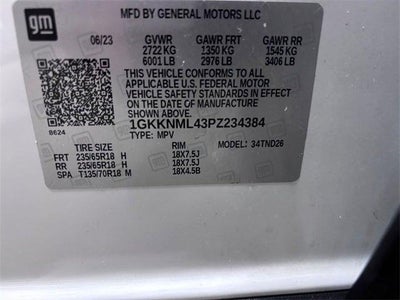 gm
MFD BY GENERAL MOTORS LLC
06/23 GVWR GAWR FRT GAWR RR
2722 KG 1350 KG 1545 KG
6001 LB 2976 LB 3406 LB
THIS VEHICLE CONFORMS TO ALL
APPLICABLE U.S. FEDERAL MOTOR
VEHICLE SAFETY STANDARDS IN EFFECT
ON THE DATE OF MANUFACTURE
SHOWN ABOVE.
8624 1GKKNML43PZ234384
TYPE: MPV MODEL: 34TND26
TIRE SIZE RIM
FRT 235/65R18 H 18X7.5J
RR 235/65R18 H 18X7.5J
SPA T135/70R18 M 18X4.5B